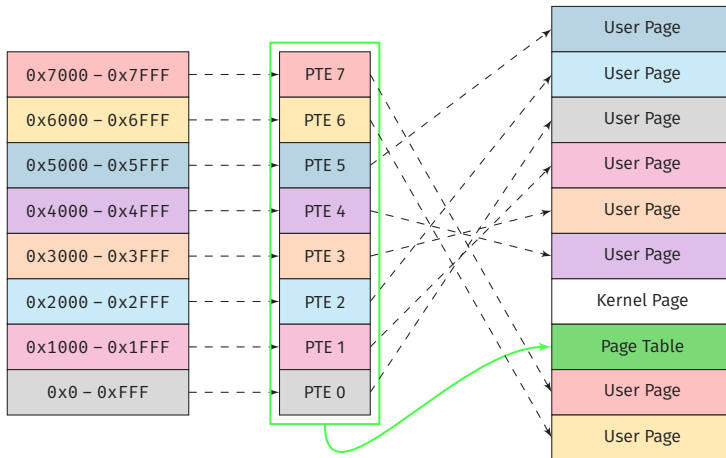 0x7000 – 0x7FFF
0x6000 – 0x6FFF
0x5000 – 0x5FFF
0x4000 – 0x4FFF
0x3000 – 0x3FFF
0x2000 – 0x2FFF
0x1000 – 0x1FFF
0x0 – 0xFFF
PTE 7
PTE 6
PTE 5
PTE 4
PTE 3
PTE 2
PTE 1
PTE 0
User Page
User Page
User Page
User Page
User Page
User Page
Kernel Page
Page Table
User Page
User Page